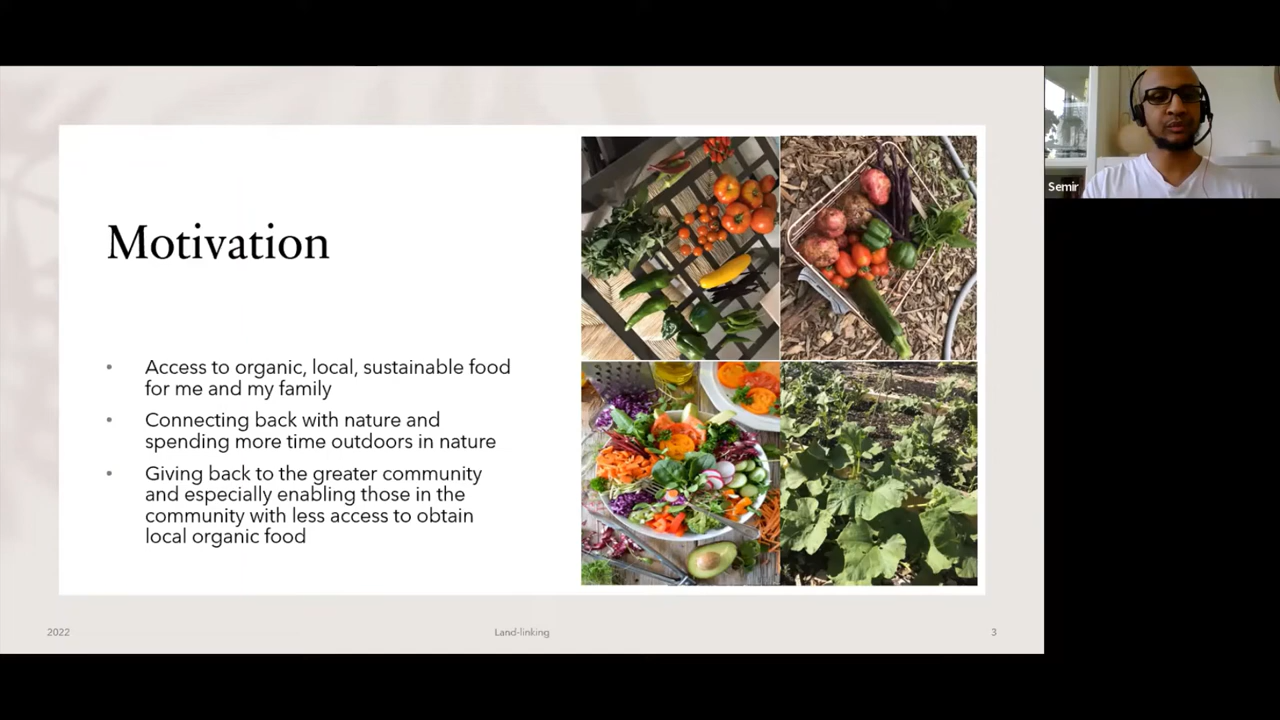 Motivation
• Access to organic, local, sustainable food
for me and my family
• Connecting back with nature and
spending more time outdoors in nature
• Giving back to the greater community
and especially enabling those in the
community with less access to obtain
local organic food
2022
Land-linking
3
Semir